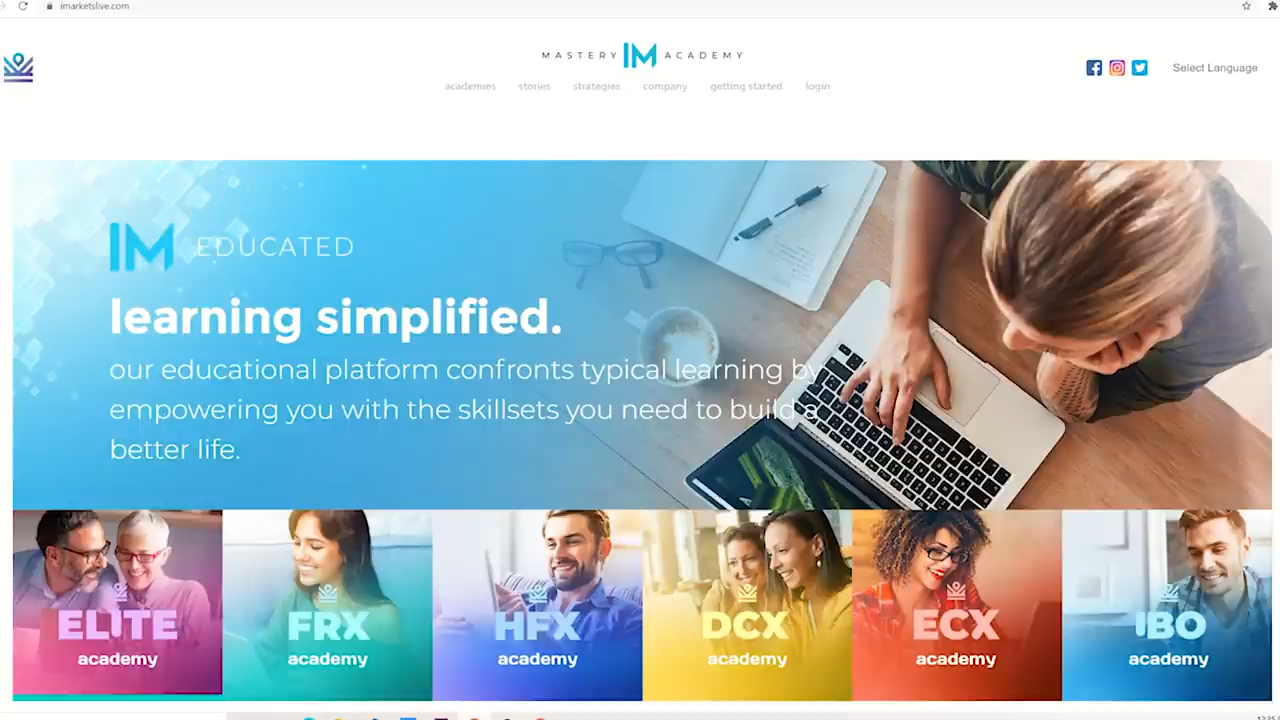 imarketslive.com
MASTERY IM ACADEMY
Select Language
academies stories strategies company getting started login
IM EDUCATED
learning simplified.
our educational platform confronts typical learning by
empowering you with the skillsets you need to build a
better life.
ELITE
academy
FRX
academy
HFX
academy
DCX
academy
ECX
academy
IBO
academy